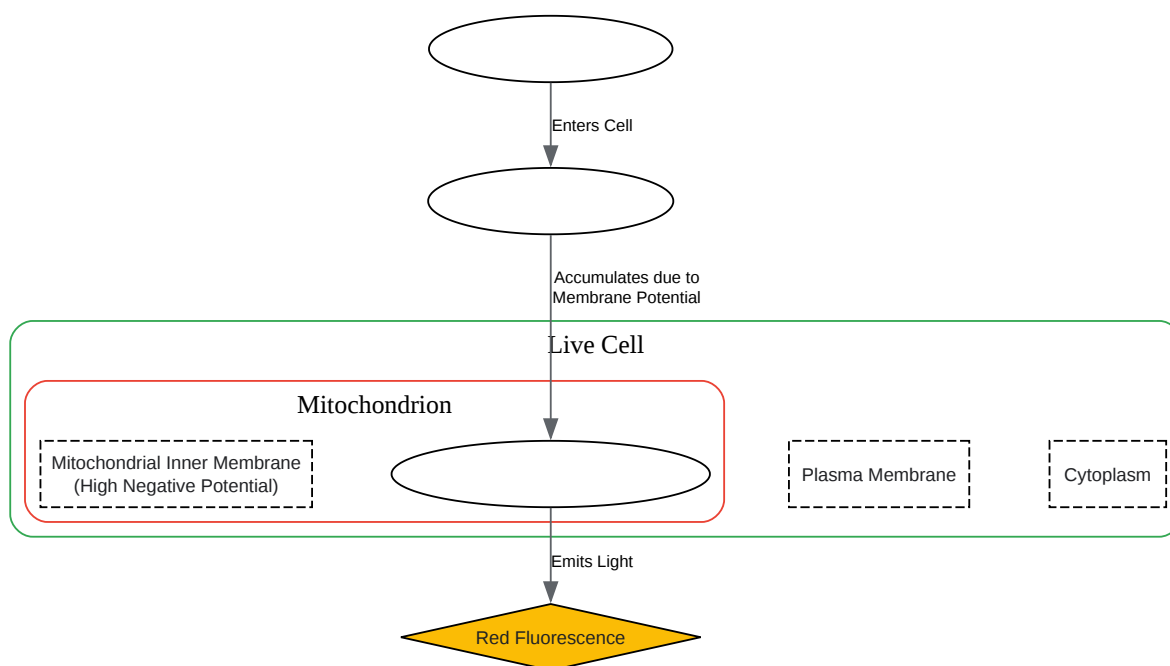 Enters Cell
Accumulates due to
Membrane Potential
Live Cell
Mitochondrion
Mitochondrial Inner Membrane
(High Negative Potential)
Plasma Membrane
Cytoplasm
Emits Light
Red Fluorescence